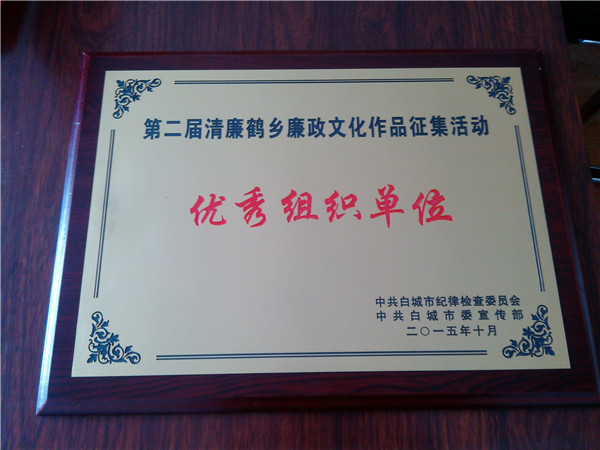 第二届清廉鹤乡廉政文化作品征集活动
优秀组织单位
中共白城市纪律检查委员会
中共白城市委宣传部
二〇一五年十月